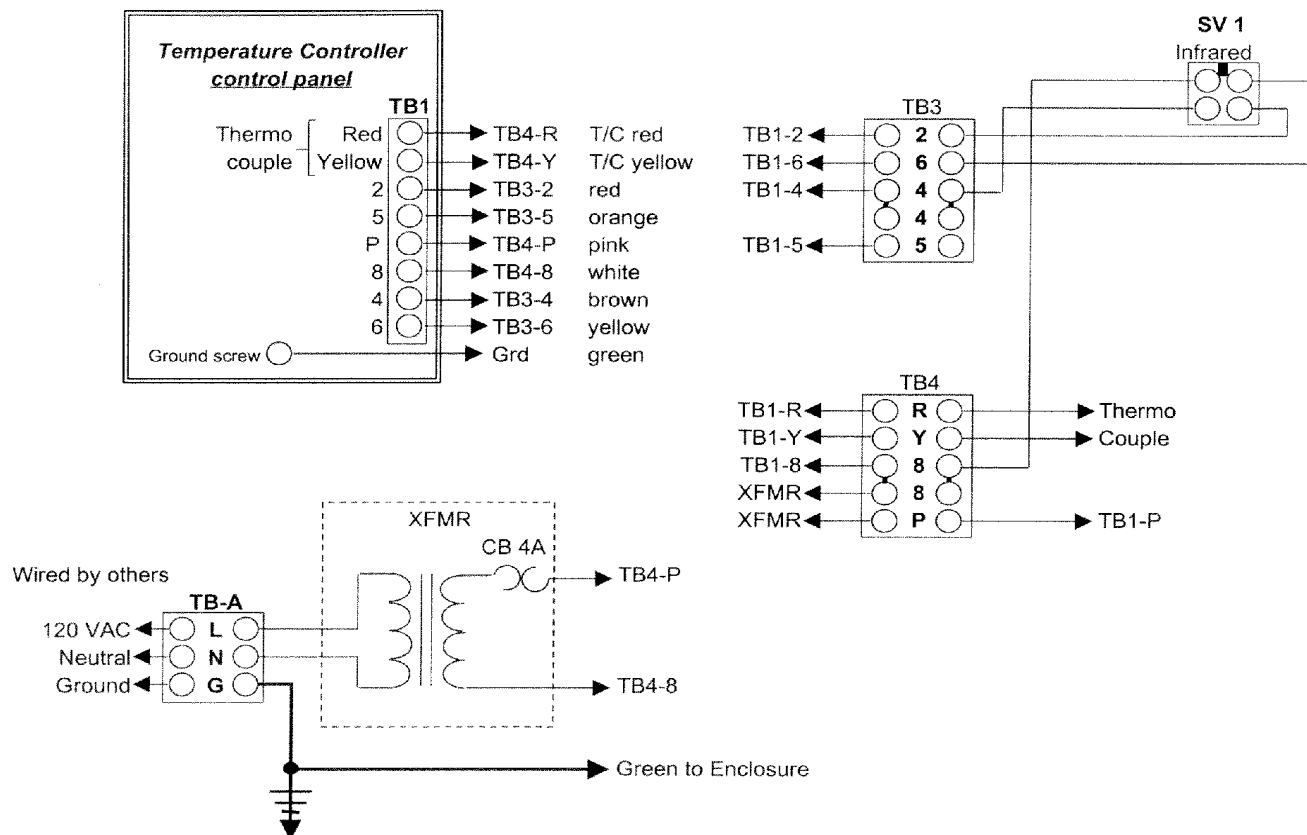 Temperature Controller
control panel
TB1
Thermo
couple
Red
TB4-R T/C red
Yellow
TB4-Y T/C yellow
2 TB3-2 red
5 TB3-5 orange
P TB4-P pink
8 TB4-8 white
4 TB3-4 brown
6 TB3-6 yellow
Ground screw Grd green
SV 1
Infrared
TB3
TB1-2 2
TB1-6 6
TB1-4 4
4
TB1-5 5
TB4
TB1-R R Thermo
TB1-Y Y Couple
TB1-8 8
XFMR 8
XFMR P TB1-P
XFMR
CB 4A
TB4-P
TB4-8
Wired by others
TB-A
120 VAC L
Neutral N
Ground G
Green to Enclosure